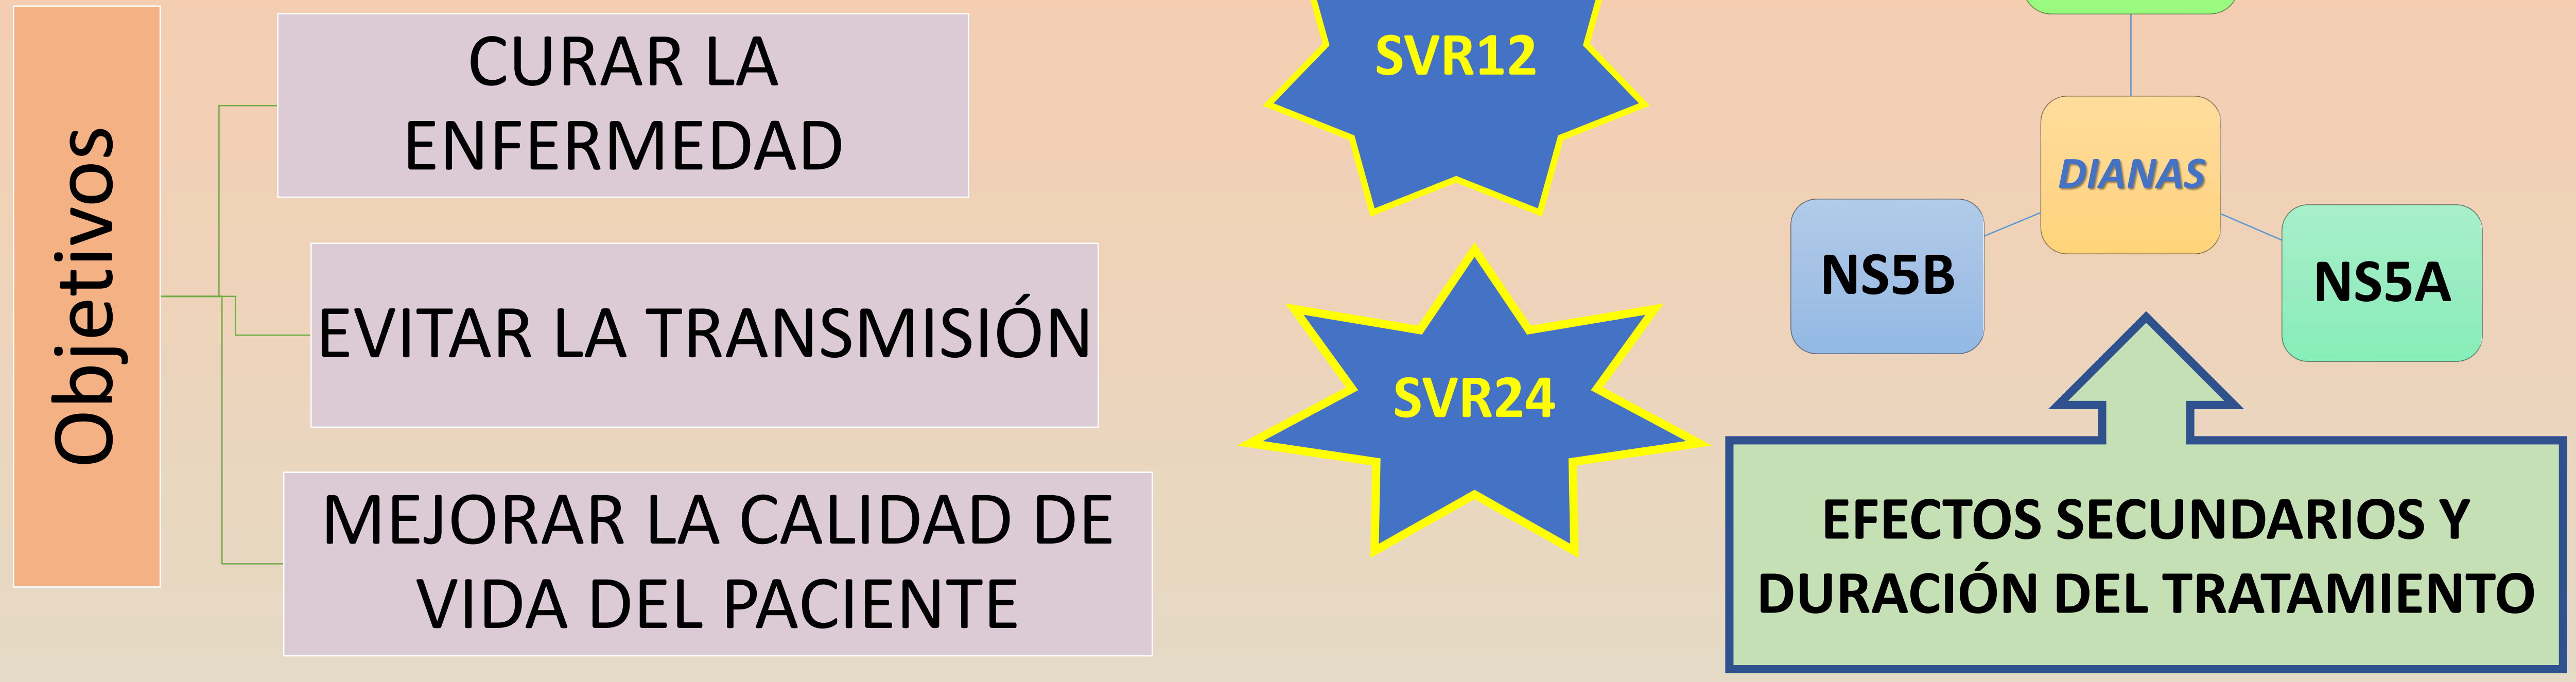 Objetivos
CURAR LA
ENFERMEDAD
EVITAR LA TRANSMISIÓN
MEJORAR LA CALIDAD DE
VIDA DEL PACIENTE
SVR12
SVR24
DIANAS
NS5B
NS5A
EFECTOS SECUNDARIOS Y
DURACIÓN DEL TRATAMIENTO